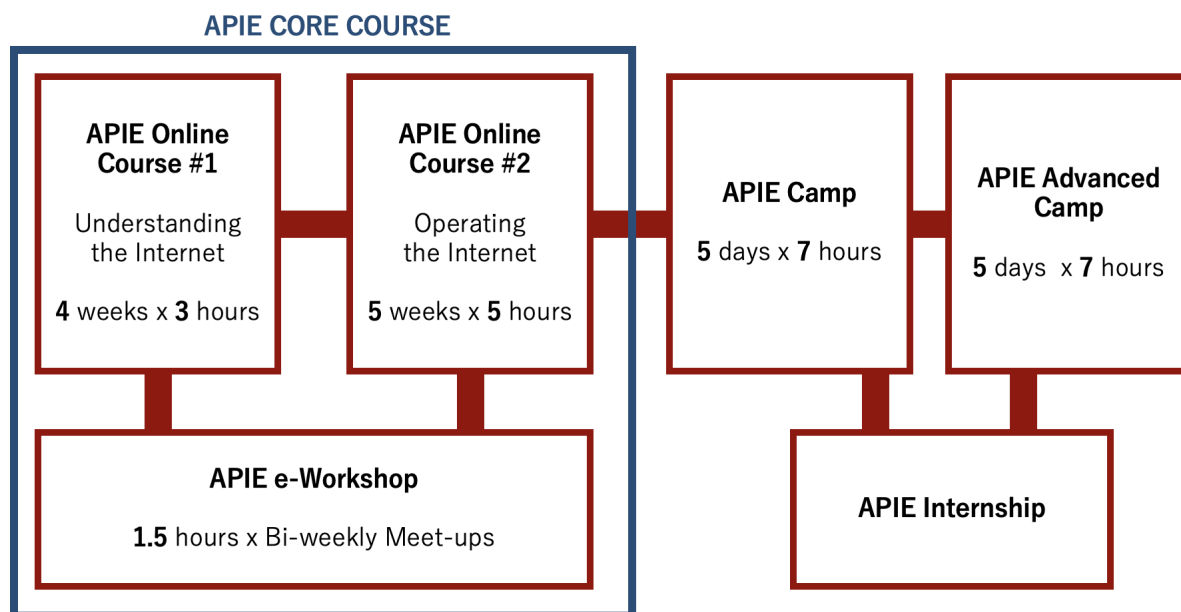 APIE CORE COURSE
APIE Online
Course #1
Understanding
the Internet
4 weeks x 3 hours
APIE Online
Course #2
Operating
the Internet
5 weeks x 5 hours
APIE Camp
5 days x 7 hours
APIE Advanced
Camp
5 days x 7 hours
APIE e-Workshop
1.5 hours x Bi-weekly Meet-ups
APIE Internship